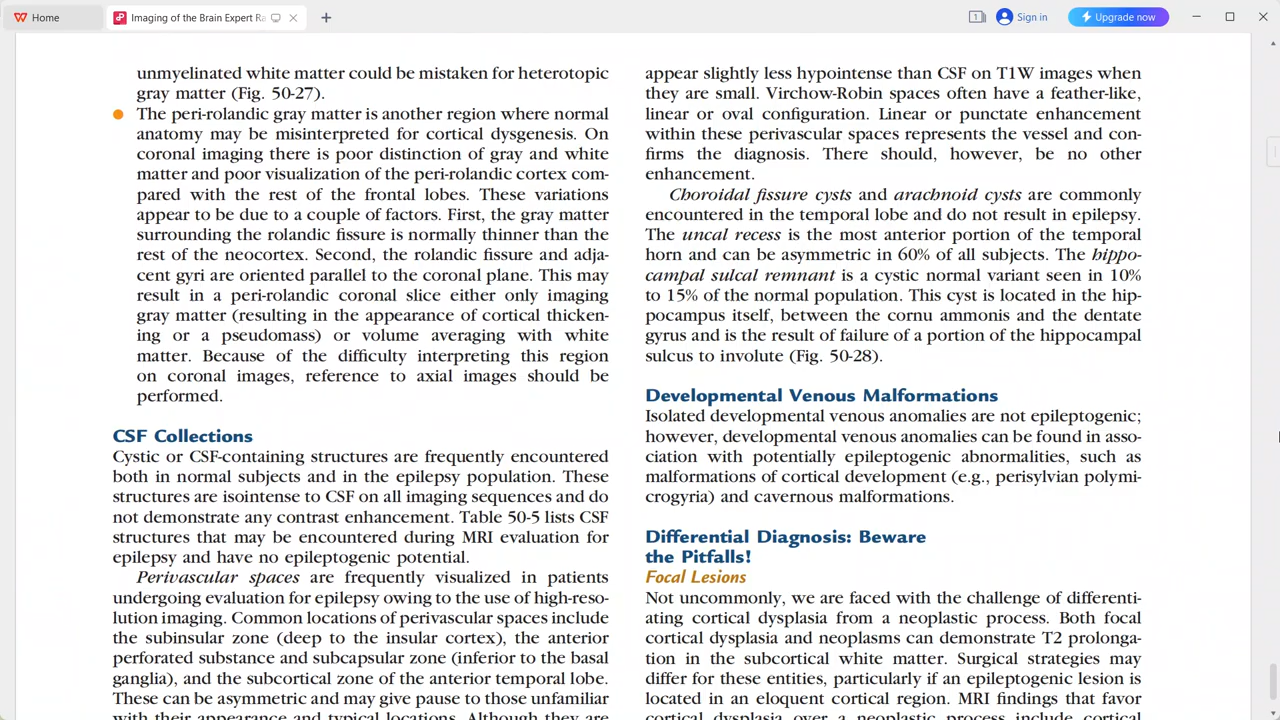 Home
Imaging of the Brain Expert Ra
Sign in
Upgrade now
unmyelinated white matter could be mistaken for heterotopic
gray matter (Fig. 50-27).
The peri-rolandic gray matter is another region where normal
anatomy may be misinterpreted for cortical dysgenesis. On
coronal imaging there is poor distinction of gray and white
matter and poor visualization of the peri-rolandic cortex com-
pared with the rest of the frontal lobes. These variations
appear to be due to a couple of factors. First, the gray matter
surrounding the rolandic fissure is normally thinner than the
rest of the neocortex. Second, the rolandic fissure and adja-
cent gyri are oriented parallel to the coronal plane. This may
result in a peri-rolandic coronal slice either only imaging
gray matter (resulting in the appearance of cortical thicken-
ing or a pseudomass) or volume averaging with white
matter. Because of the difficulty interpreting this region
on coronal images, reference to axial images should be
performed.
CSF Collections
Cystic or CSF-containing structures are frequently encountered
both in normal subjects and in the epilepsy population. These
structures are isointense to CSF on all imaging sequences and do
not demonstrate any contrast enhancement. Table 50-5 lists CSF
structures that may be encountered during MRI evaluation for
epilepsy and have no epileptogenic potential.
Perivascular spaces are frequently visualized in patients
undergoing evaluation for epilepsy owing to the use of high-reso-
lution imaging. Common locations of perivascular spaces include
the subinsular zone (deep to the insular cortex), the anterior
perforated substance and subcapsular zone (inferior to the basal
ganglia), and the subcortical zone of the anterior temporal lobe.
These can be asymmetric and may give pause to those unfamiliar
with their appearance and typical locations. Although they are
appear slightly less hypointense than CSF on T1W images when
they are small. Virchow-Robin spaces often have a feather-like,
linear or oval configuration. Linear or punctate enhancement
within these perivascular spaces represents the vessel and con-
firms the diagnosis. There should, however, be no other
enhancement.
Choroidal fissure cysts and arachnoid cysts are commonly
encountered in the temporal lobe and do not result in epilepsy.
The uncal recess is the most anterior portion of the temporal
horn and can be asymmetric in 60% of all subjects. The hippo-
campal sulcal remnant is a cystic normal variant seen in 10%
to 15% of the normal population. This cyst is located in the hip-
pocampus itself, between the cornu ammonis and the dentate
gyrus and is the result of failure of a portion of the hippocampal
sulcus to involute (Fig. 50-28).
Developmental Venous Malformations
Isolated developmental venous anomalies are not epileptogenic;
however, developmental venous anomalies can be found in asso-
ciation with potentially epileptogenic abnormalities, such as
malformations of cortical development (e.g., perisylvian polymi-
crogyria) and cavernous malformations.
Differential Diagnosis: Beware
the Pitfalls!
Focal Lesions
Not uncommonly, we are faced with the challenge of differenti-
ating cortical dysplasia from a neoplastic process. Both focal
cortical dysplasia and neoplasms can demonstrate T2 prolonga-
tion in the subcortical white matter. Surgical strategies may
differ for these entities, particularly if an epileptogenic lesion is
located in an eloquent cortical region. MRI findings that favor
cortical dysplasia over a neoplastic process include cortical